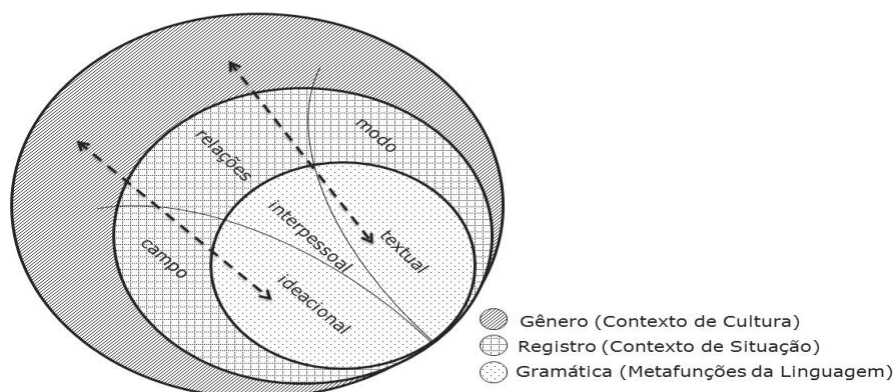 modo
relações
campo
interpessoal
textual
ideacional
Gênero (Contexto de Cultura)
Registro (Contexto de Situação)
Gramática (Metafunções da Linguagem)